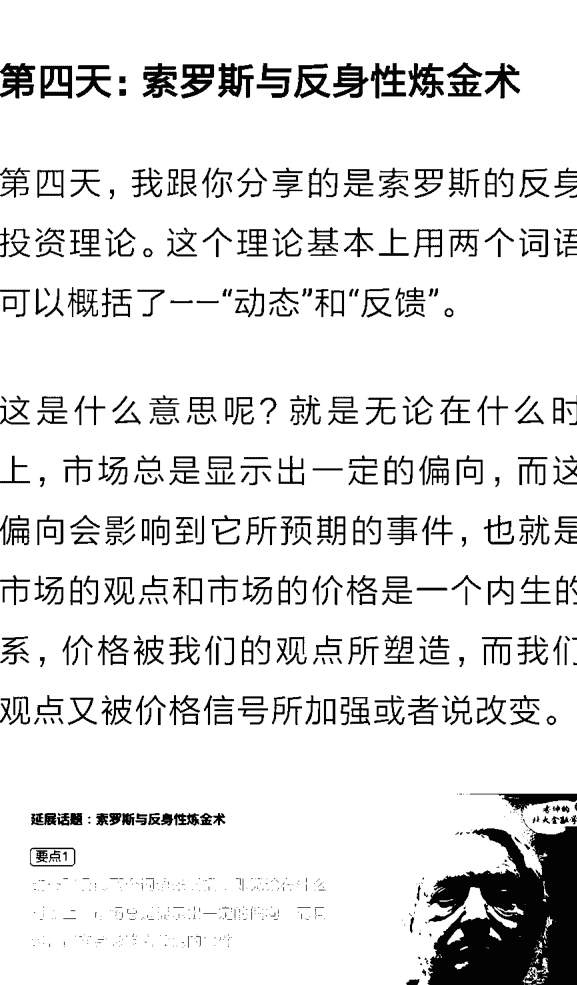 第四天：索罗斯与反身性炼金术
第四天，我跟你分享的是索罗斯的反身
投资理论。这个理论基本上用两个词语
可以概括了——“动态”和“反馈”。
这是什么意思呢？就是无论在什么时
上，市场总是显示出一定的偏向，而这
偏向会影响到它所预期的事件，也就是
市场的观点和市场的价格是一个内生的
系，价格被我们的观点所塑造，而我们
观点又被价格信号所加强或者说改变。
延展话题：索罗斯与反身性炼金术
要点1